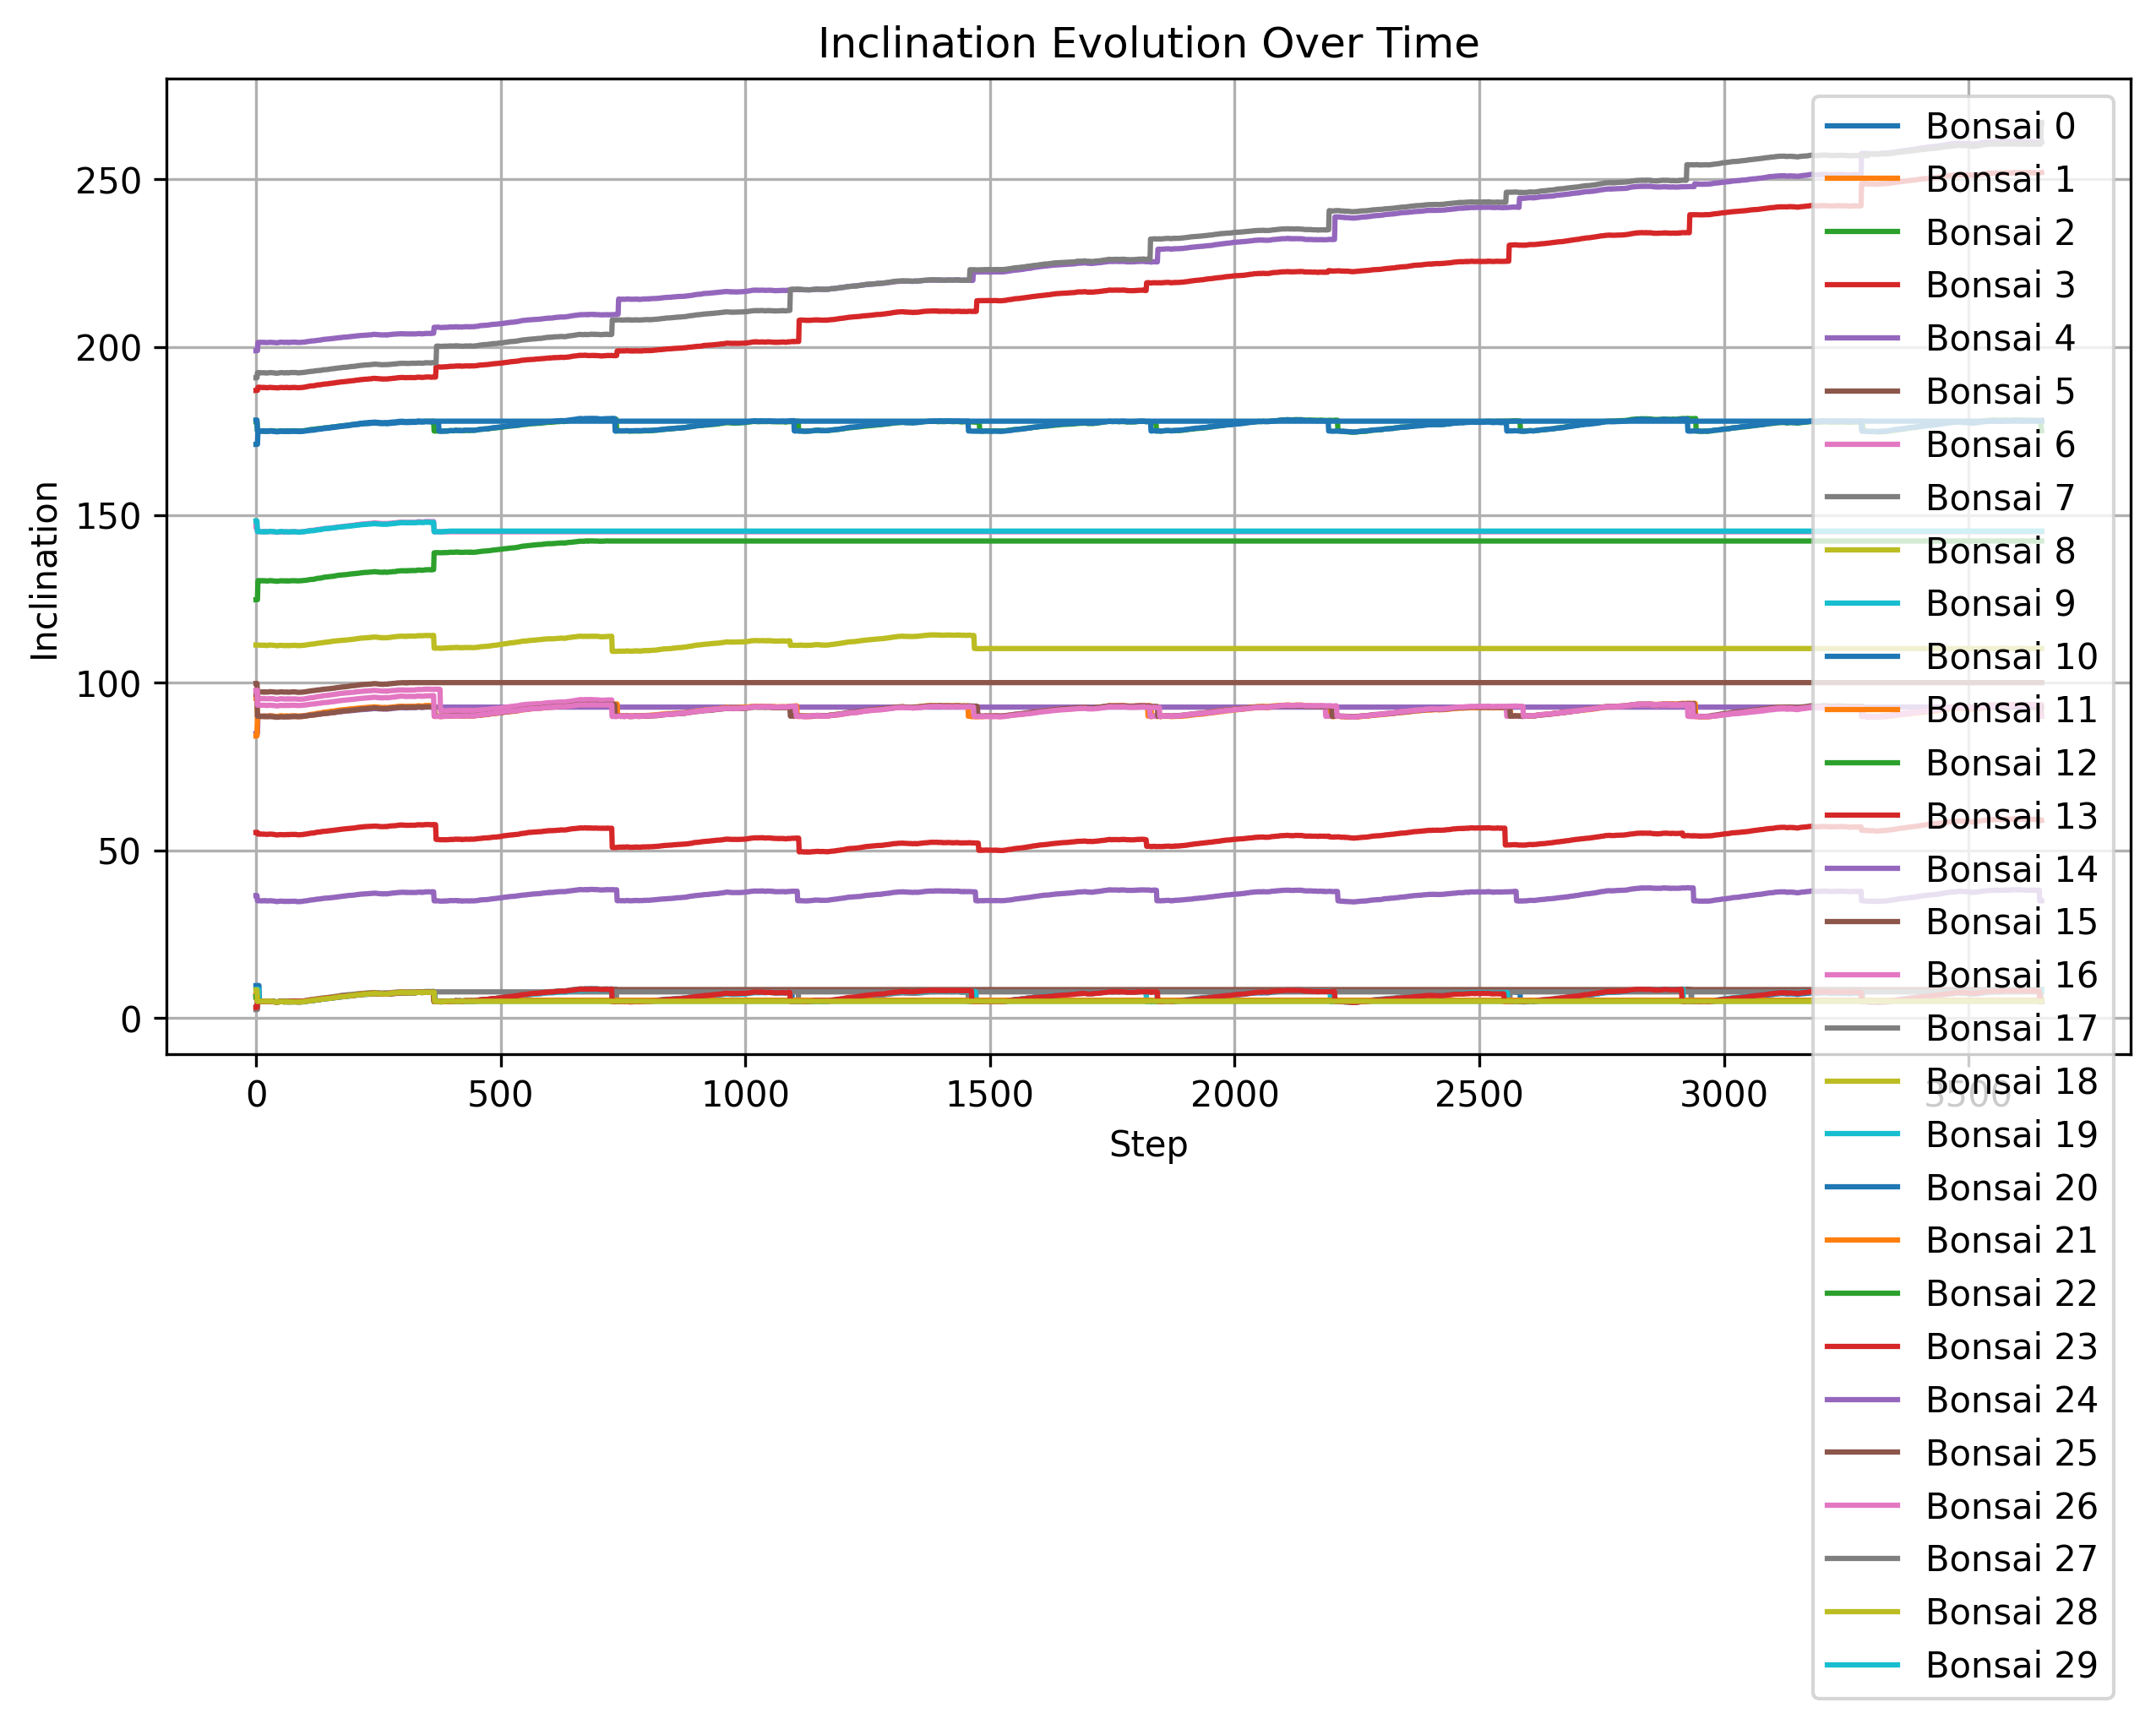 Inclination Evolution Over Time
Inclination
250
200
150
100
50
0
0 500 1000 1500 2000 2500 3000 3500
Step
Bonsai 0
Bonsai 1
Bonsai 2
Bonsai 3
Bonsai 4
Bonsai 5
Bonsai 6
Bonsai 7
Bonsai 8
Bonsai 9
Bonsai 10
Bonsai 11
Bonsai 12
Bonsai 13
Bonsai 14
Bonsai 15
Bonsai 16
Bonsai 17
Bonsai 18
Bonsai 19
Bonsai 20
Bonsai 21
Bonsai 22
Bonsai 23
Bonsai 24
Bonsai 25
Bonsai 26
Bonsai 27
Bonsai 28
Bonsai 29